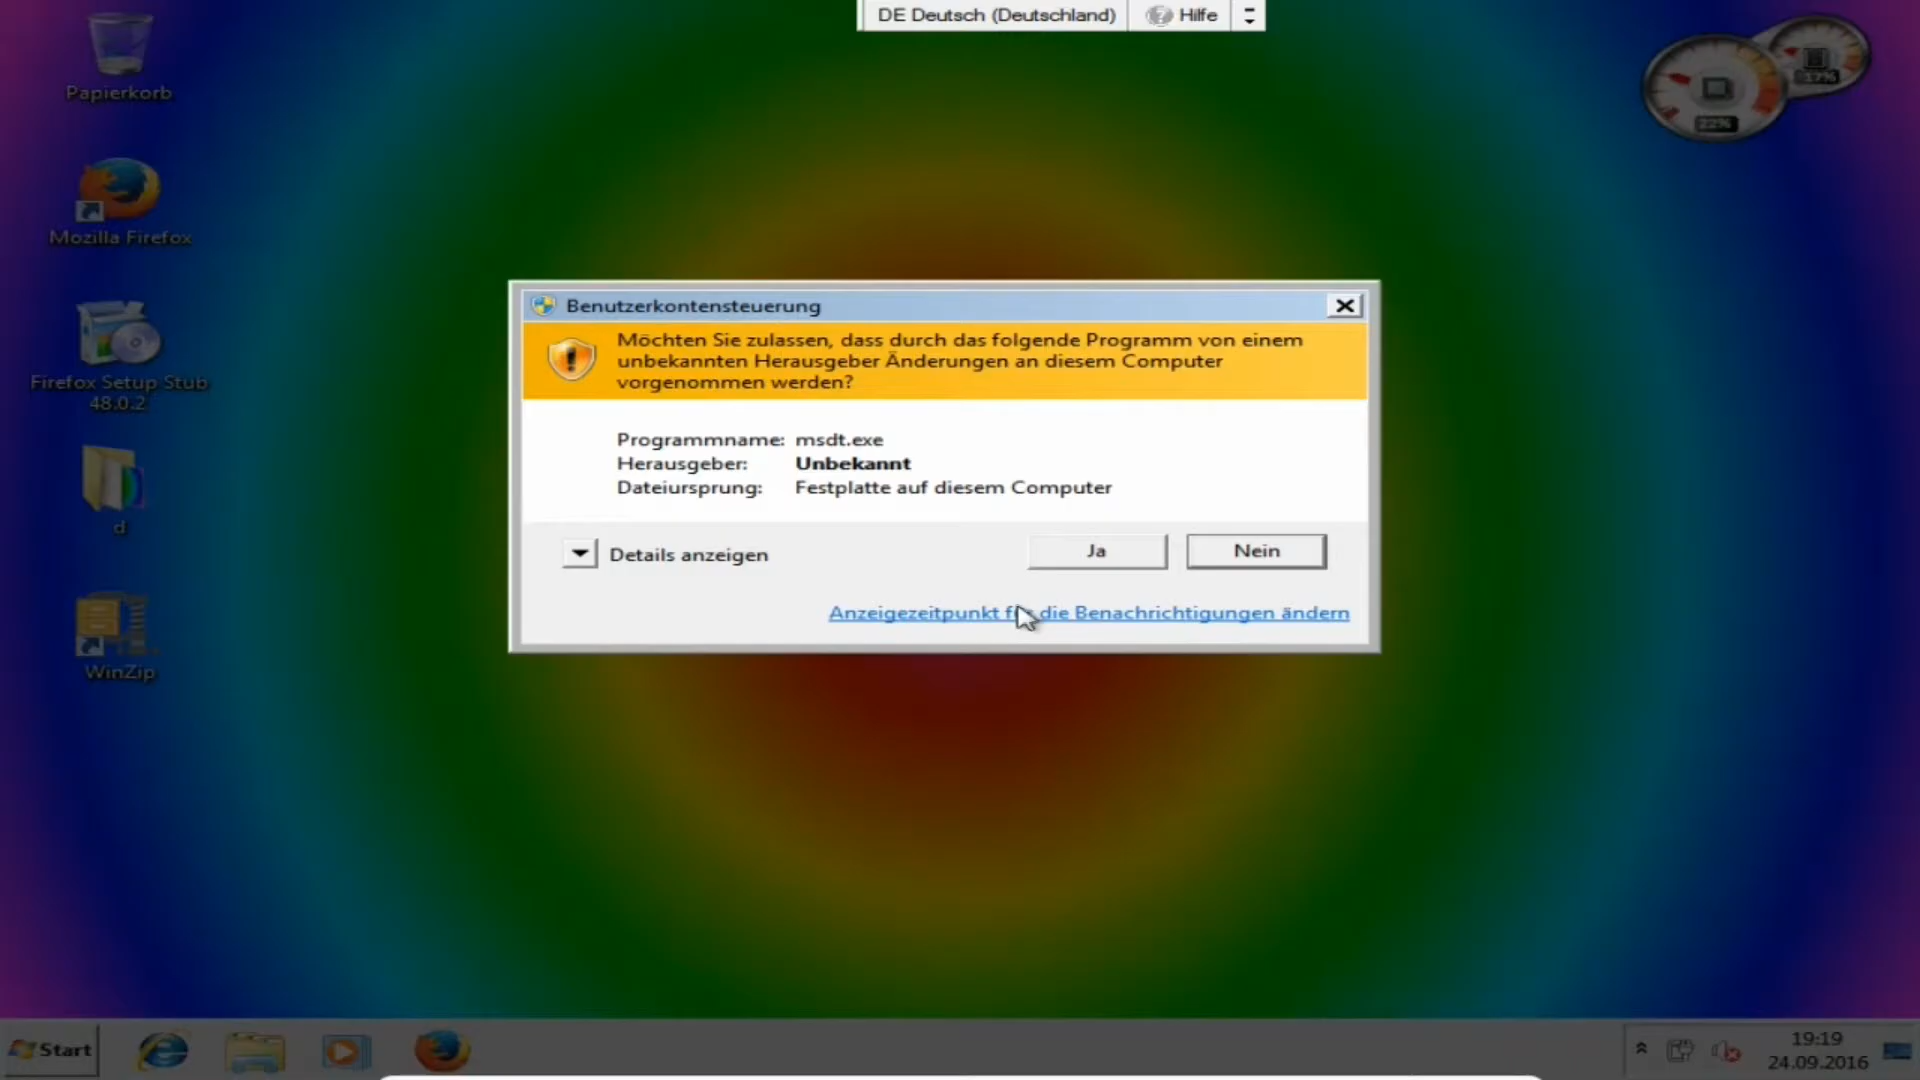 DE Deutsch (Deutschland)
Hilfe
Papierkorb
Mozilla Firefox
Firefox Setup Stub
48.0.2
d
WinZip
17%
22%
Benutzerkontensteuerung
Möchten Sie zulassen, dass durch das folgende Programm von einem
unbekannten Herausgeber Änderungen an diesem Computer
vorgenommen werden?
Programmname: msdt.exe
Herausgeber: Unbekannt
Dateiursprung: Festplatte auf diesem Computer
Details anzeigen
Ja
Nein
Anzeigezeitpunkt für die Benachrichtigungen ändern
Start
19:19
24.09.2016